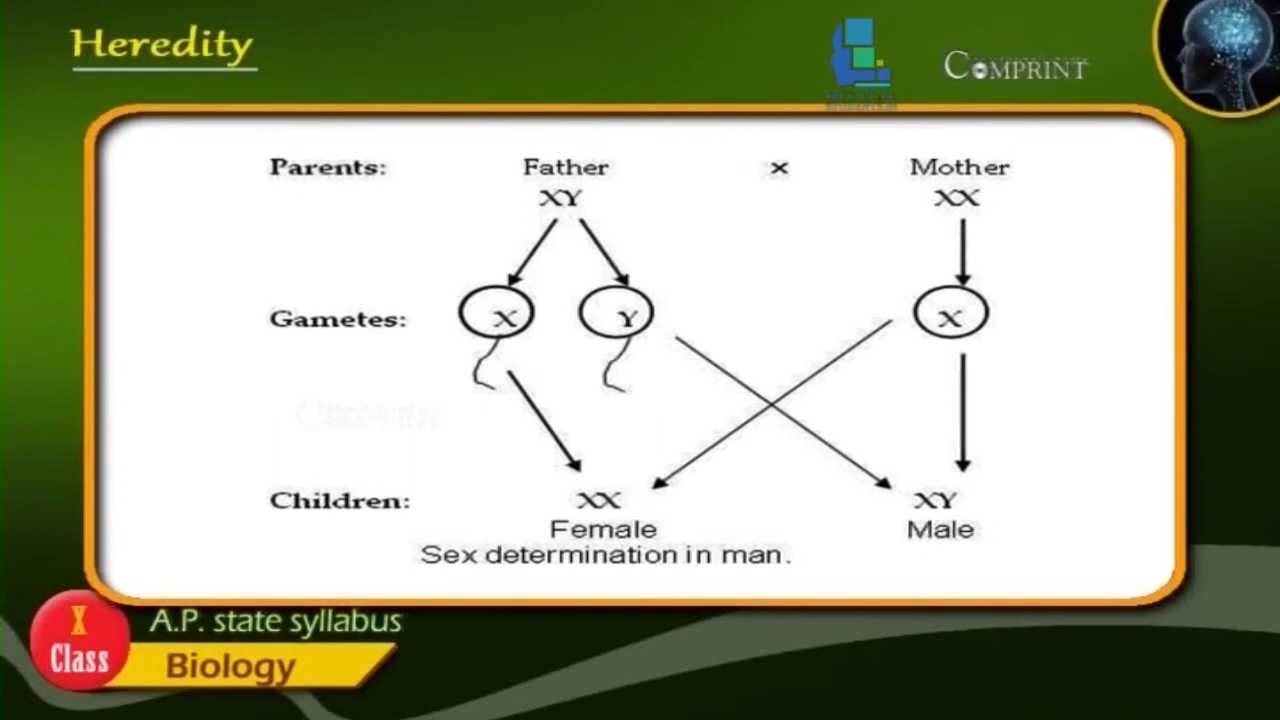 Heredity
COMPRINT
Parents: Father × Mother
XY XX
Gametes: X Y X
Children: XX XY
Female Male
Sex determination in man.
X
Class
A.P. state syllabus
Biology